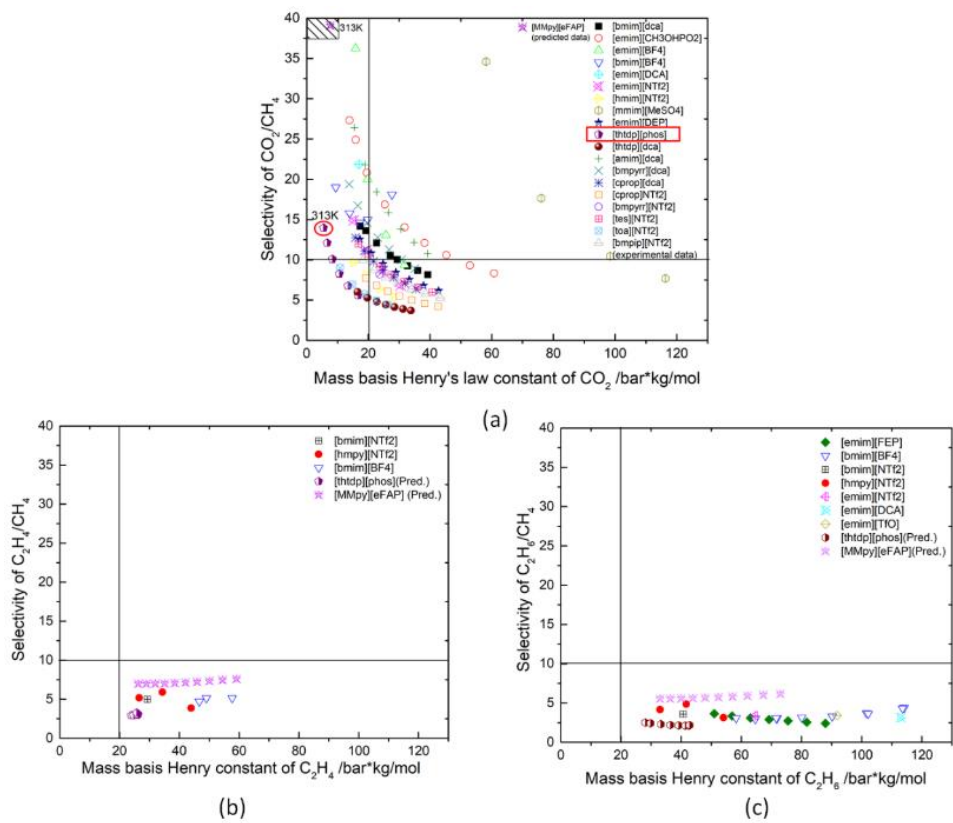 (a)
Selectivity of CO2/CH4
40
35
30
25
20
15
10
5
0
313K
313K
[MMpy][eFAP]
(predicted data)
[bmim][dca]
[emim][CH3OHPO2]
[emim][BF4]
[bmim][BF4]
[emim][DCA]
[emim][NTf2]
[hmim][NTf2]
[mmim][MeSO4]
[emim][DEP]
[thtdp][phos]
[thtdp][dca]
[amim][dca]
[bmpyrr][dca]
[cprop][dca]
[cprop]NTf2]
[bmpyrr][NTf2]
[tes][NTf2]
[toa][NTf2]
[bmpip][NTf2]
(experimental data)
0 20 40 60 80 100 120
Mass basis Henry's law constant of CO2 /bar*kg/mol
(a)
Selectivity of C2H4/CH4
40
35
30
25
20
15
10
5
0
[bmim][NTf2]
[hmpy][NTf2]
[bmim][BF4]
[thtdp][phos](Pred.)
[MMpy][eFAP] (Pred.)
0 20 40 60 80 100 120
Mass basis Henry constant of C2H4 /bar*kg/mol
(b)
Selectivity of C2H6/CH4
40
35
30
25
20
15
10
5
0
[emim][FEP]
[bmim][BF4]
[bmim][NTf2]
[hmpy][NTf2]
[emim][NTf2]
[emim][DCA]
[emim][TfO]
[thtdp][phos](Pred.)
[MMpy][eFAP](Pred.)
0 20 40 60 80 100 120
Mass basis Henry constant of C2H6 /bar*kg/mol
(c)